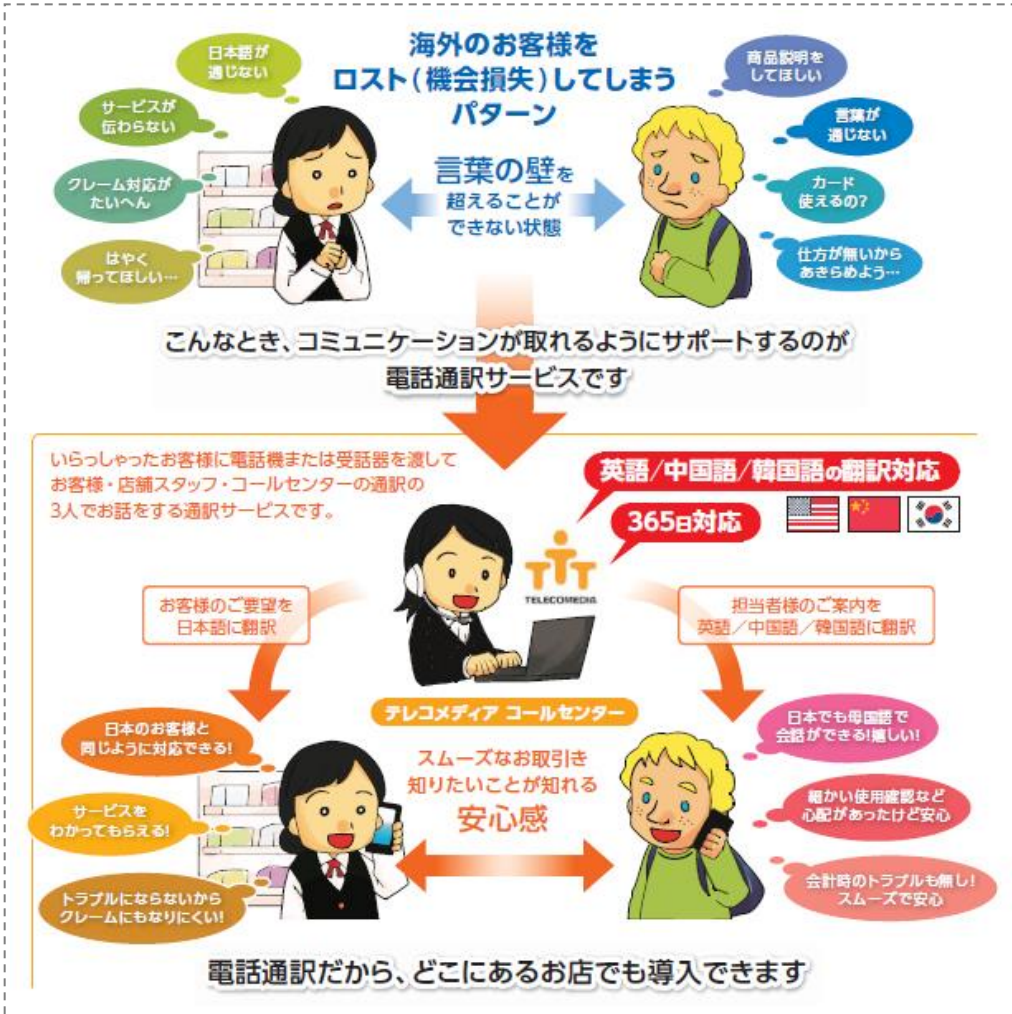 海外のお客様を
ロスト(機会損失)してしまう
パターン
日本語が
通じない
サービスが
伝わらない
クレーム対応が
たいへん
はやく
帰ってほしい…
言葉の壁を
超えることが
できない状態
商品説明を
してほしい
言葉が
通じない
カード
使えるの?
仕方が無いから
あきらめよう…
こんなとき、コミュニケーションが取れるようにサポートするのが
電話通訳サービスです
いらっしゃったお客様に電話機または受話器を渡して
お客様・店舗スタッフ・コールセンターの通訳の
3人でお話をする通訳サービスです。
英語/中国語/韓国語の翻訳対応
365日対応
TELECOMEDIA
お客様のご要望を
日本語に翻訳
担当者様のご案内を
英語/中国語/韓国語に翻訳
テレコメディア コールセンター
日本のお客様と
同じように対応できる!
サービスを
わかってもらえる!
トラブルにならないから
クレームにもなりにくい!
スムーズなお取引き
知りたいことが知れる
安心感
日本でも母国語で
会話ができる!嬉しい!
細かい使用確認など
心配があったけど安心
会計時のトラブルも無し!
スムーズで安心
電話通訳だから、どこにあるお店でも導入できます